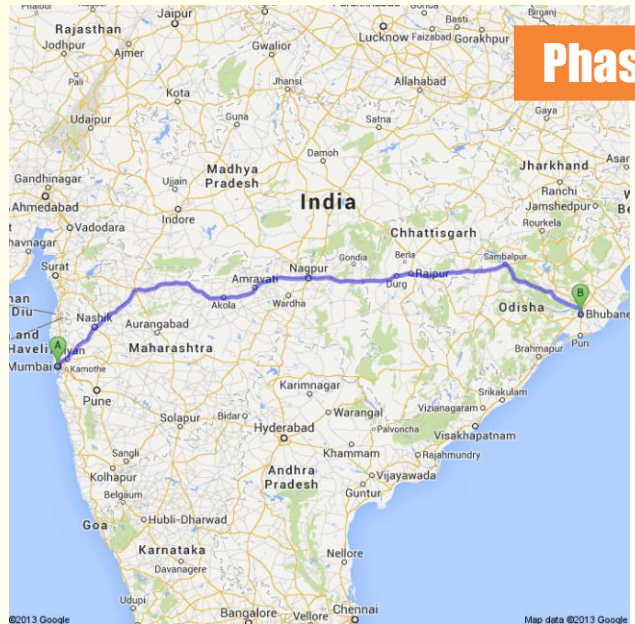 Jaipur
Rajasthan
Lucknow
Faizabad
Gorakhpur
Basti
Jodhpur
Ajmer
Gwalior
Phas
Pali
Jhansi
Allahabad
Kota
Gaya
Udaipur
Guna
Satna
Damoh
Jharkhand
Madhya
Pradesh
Ranchi
Gandhinagar
Ujjain
Jamshedpur
Ahmedabad
India
Indore
Rourkela
Vadodara
Chhattisgarh
Surat
Nagpur
Gondia
Berla
Sambalpur
Amravati
Durg
Raipur
B
Akola
Wardha
Odisha
Bhubane
Diu
Nashik
Aurangabad
Puri
Haveli
A
Maharashtra
Brahmapur
Mumbai
Kamothe
Pune
Karimnagar
Srikakulam
Solapur
Bidar
Warangal
Vizianagaram
Hyderabad
Palvoncha
Visakhapatnam
Sangli
Khammam
Rajahmundry
Kolhapur
Andhra
Pradesh
Vijayawada
Belgaum
Guntur
Goa
Hubli-Dharwad
Karnataka
Nellore
Davanagere
Udupi
Chennai
Bangalore
Vellore
©2013 Google
Map data ©2013 Google